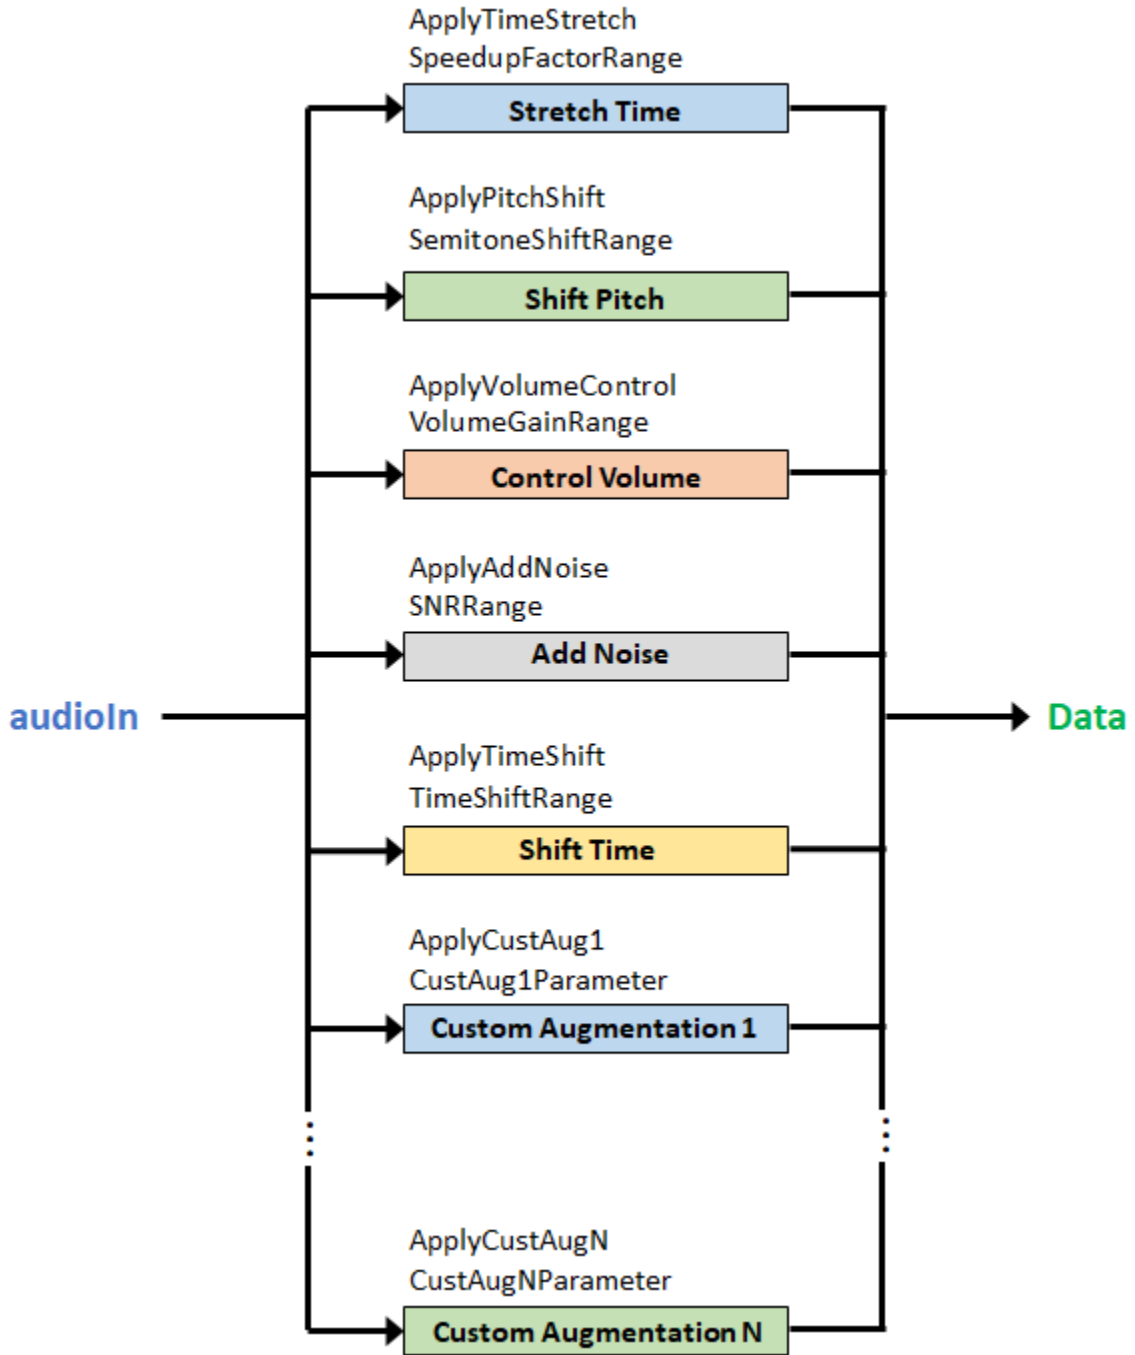 ApplyTimeStretch
SpeedupFactorRange
Stretch Time
ApplyPitchShift
SemitoneShiftRange
Shift Pitch
ApplyVolumeControl
VolumeGainRange
Control Volume
ApplyAddNoise
SNRRange
Add Noise
audioIn
Data
ApplyTimeShift
TimeShiftRange
Shift Time
ApplyCustAug1
CustAug1Parameter
Custom Augmentation 1
ApplyCustAugN
CustAugNParameter
Custom Augmentation N